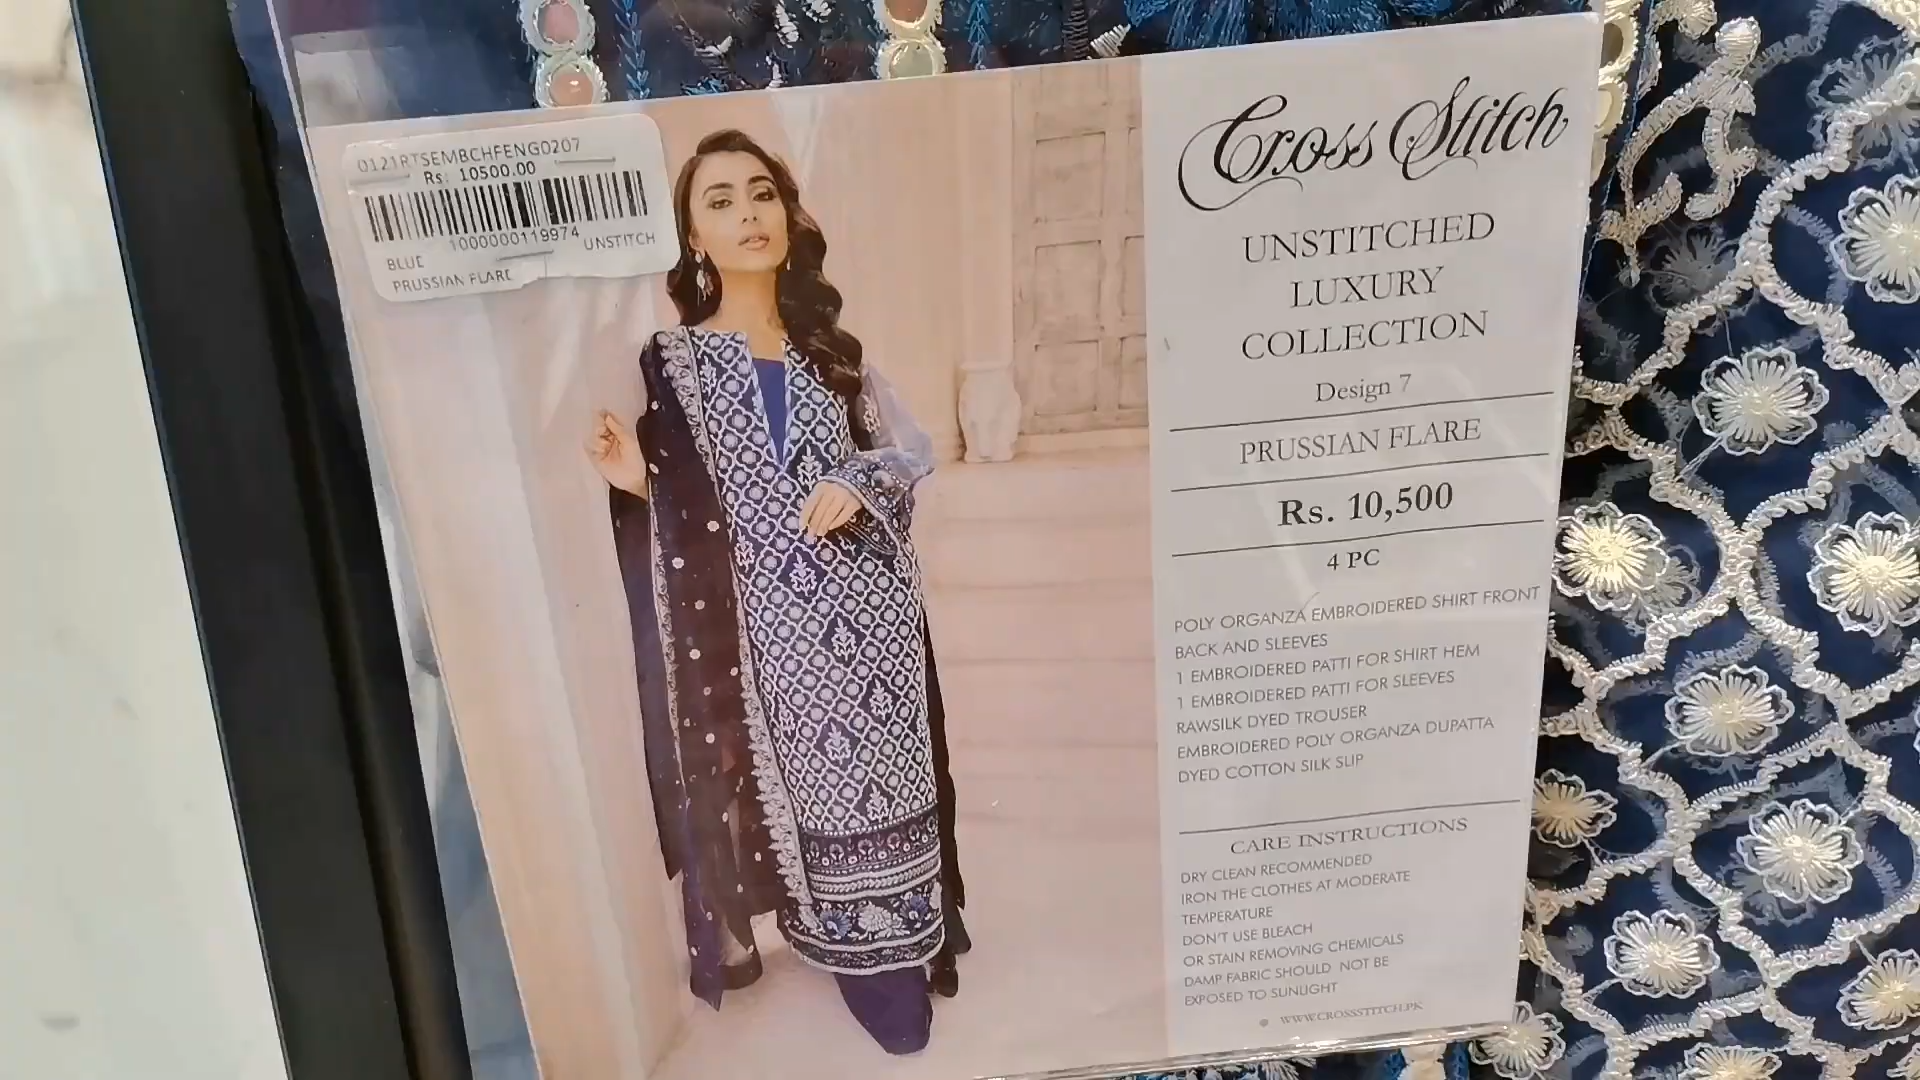 0121RTSEMBCHFENG0207
Rs: 10500.00
1000000119974
BLUE UNSTITCH
PRUSSIAN FLARE
Cross Stitch
UNSTITCHED
LUXURY
COLLECTION
Design 7
PRUSSIAN FLARE
Rs. 10,500
4 PC
POLY ORGANZA EMBROIDERED SHIRT FRONT
BACK AND SLEEVES
1 EMBROIDERED PATTI FOR SHIRT HEM
1 EMBROIDERED PATTI FOR SLEEVES
RAWSILK DYED TROUSER
EMBROIDERED POLY ORGANZA DUPATTA
DYED COTTON SILK SLIP
CARE INSTRUCTIONS
DRY CLEAN RECOMMENDED
IRON THE CLOTHES AT MODERATE
TEMPERATURE
DON'T USE BLEACH
OR STAIN REMOVING CHEMICALS
DAMP FABRIC SHOULD NOT BE
EXPOSED TO SUNLIGHT
WWW.CROSSSTITCH.PK